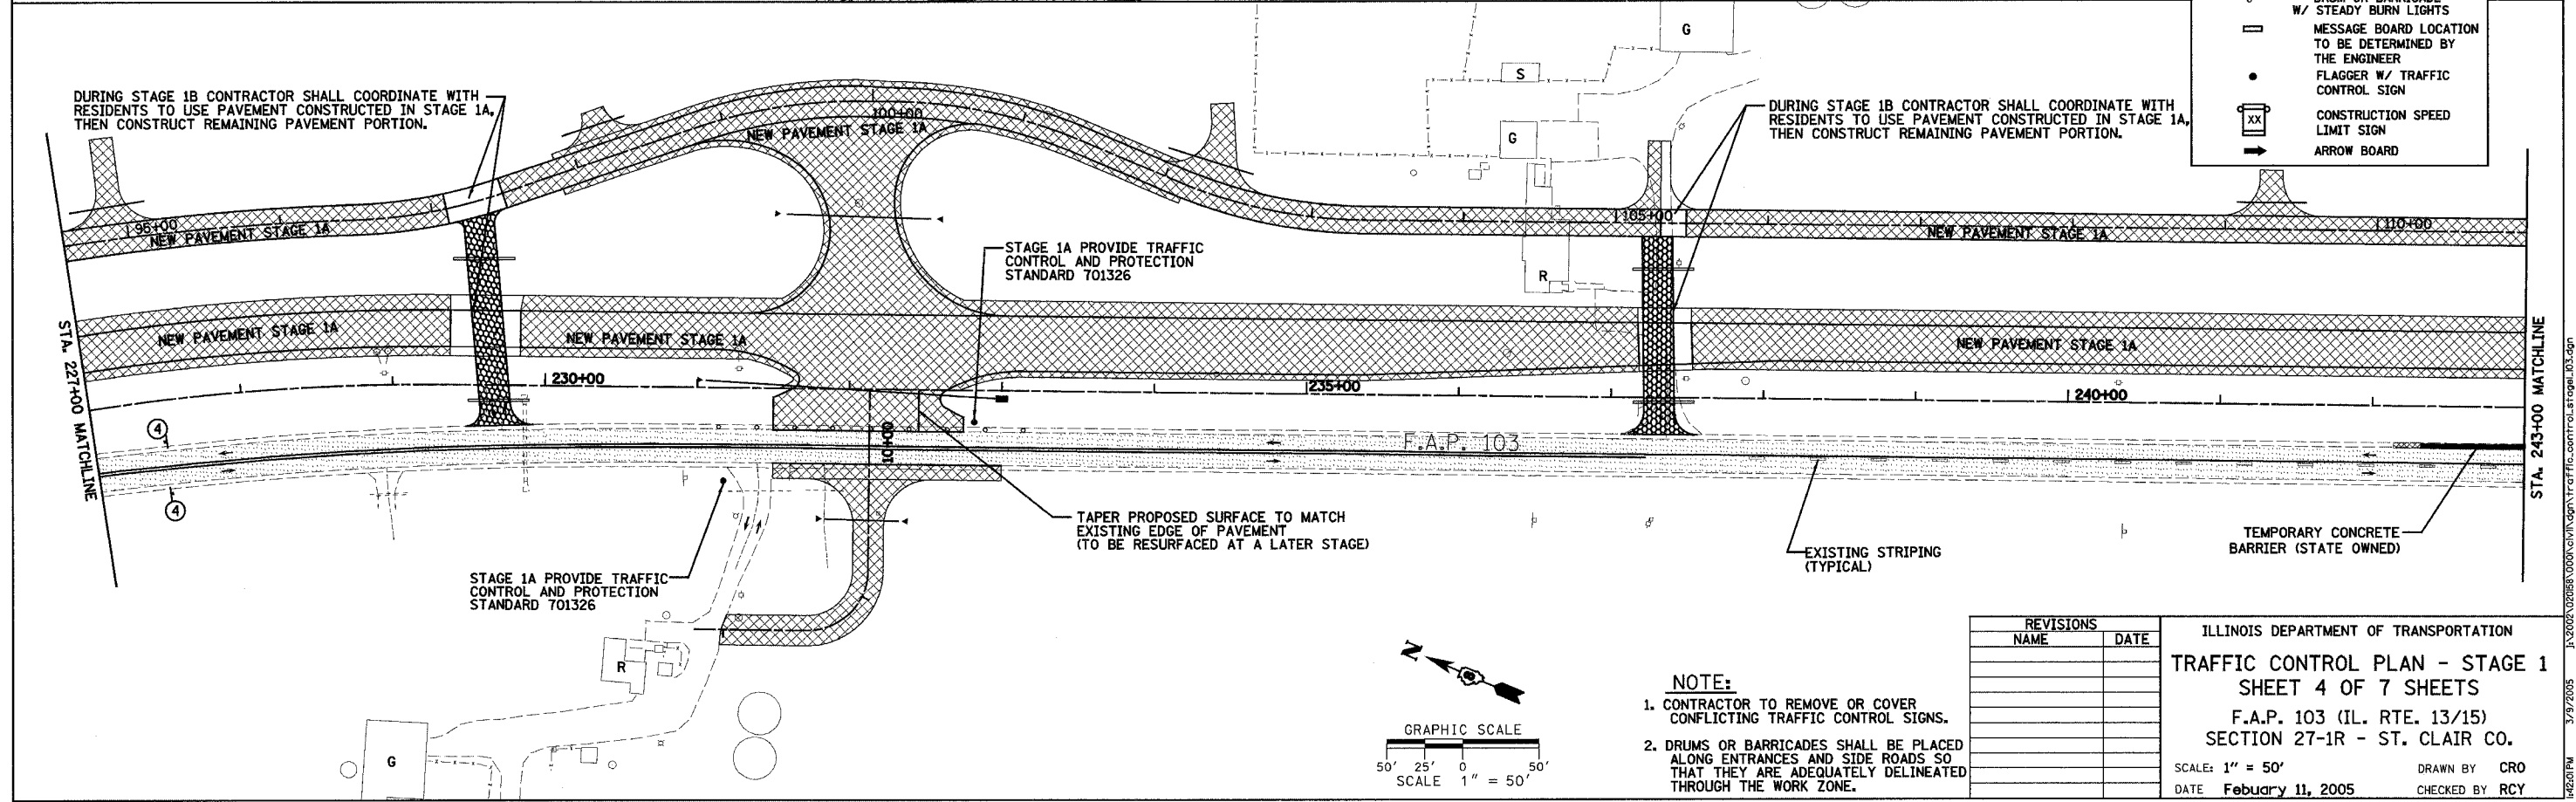 W/ STEADY BURN LIGHTS
MESSAGE BOARD LOCATION
TO BE DETERMINED BY
THE ENGINEER
FLAGGER W/ TRAFFIC
CONTROL SIGN
XX
CONSTRUCTION SPEED
LIMIT SIGN
ARROW BOARD
DURING STAGE 1B CONTRACTOR SHALL COORDINATE WITH
RESIDENTS TO USE PAVEMENT CONSTRUCTED IN STAGE 1A,
THEN CONSTRUCT REMAINING PAVEMENT PORTION.
G
S
G
R
DURING STAGE 1B CONTRACTOR SHALL COORDINATE WITH
RESIDENTS TO USE PAVEMENT CONSTRUCTED IN STAGE 1A,
THEN CONSTRUCT REMAINING PAVEMENT PORTION.
95+00
NEW PAVEMENT STAGE 1A
100+00
NEW PAVEMENT STAGE 1A
105+00
NEW PAVEMENT STAGE 1A
110+00
STAGE 1A PROVIDE TRAFFIC
CONTROL AND PROTECTION
STANDARD 701326
NEW PAVEMENT STAGE 1A
NEW PAVEMENT STAGE 1A
NEW PAVEMENT STAGE 1A
STA. 227+00 MATCHLINE
230+00
235+00
240+00
STA. 243+00 MATCHLINE
4
4
10+00
F.A.P. 103
STAGE 1A PROVIDE TRAFFIC
CONTROL AND PROTECTION
STANDARD 701326
TAPER PROPOSED SURFACE TO MATCH
EXISTING EDGE OF PAVEMENT
(TO BE RESURFACED AT A LATER STAGE)
EXISTING STRIPING
(TYPICAL)
TEMPORARY CONCRETE
BARRIER (STATE OWNED)
R
G
N
GRAPHIC SCALE
50' 25' 0 50'
SCALE 1" = 50'
NOTE:
1. CONTRACTOR TO REMOVE OR COVER
CONFLICTING TRAFFIC CONTROL SIGNS.
2. DRUMS OR BARRICADES SHALL BE PLACED
ALONG ENTRANCES AND SIDE ROADS SO
THAT THEY ARE ADEQUATELY DELINEATED
THROUGH THE WORK ZONE.
REVISIONS
NAME DATE
ILLINOIS DEPARTMENT OF TRANSPORTATION
TRAFFIC CONTROL PLAN - STAGE 1
SHEET 4 OF 7 SHEETS
F.A.P. 103 (IL. RTE. 13/15)
SECTION 27-1R - ST. CLAIR CO.
SCALE: 1" = 50' DRAWN BY CRO
DATE Febuary 11, 2005 CHECKED BY RCY
3/9/2005